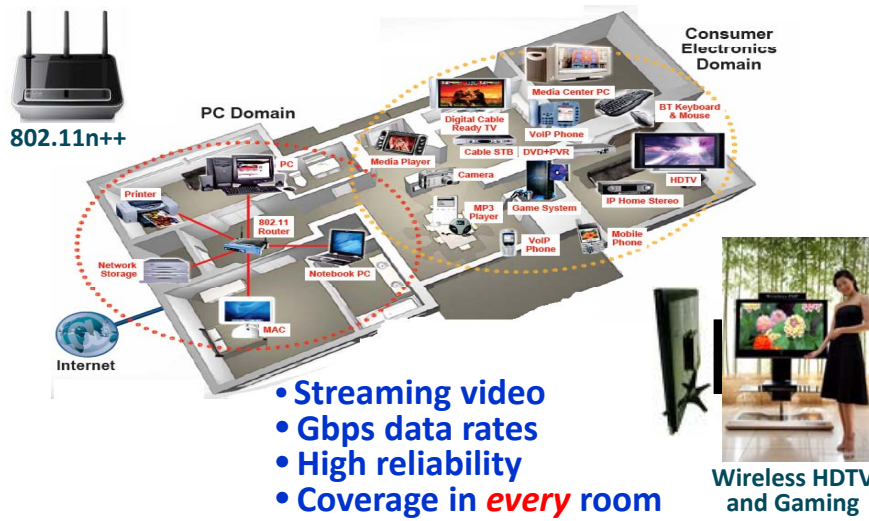 802.11n++
PC Domain
Consumer
Electronics
Domain
Media Center PC
BT Keyboard
& Mouse
Digital Cable
Ready TV
VoIP Phone
Media Player
Cable STB
DVD+PVR
HDTV
Camera
IP Home Stereo
MP3
Player
Game System
VoIP
Phone
Mobile
Phone
PC
Printer
802.11
Router
Network
Storage
Notebook PC
MAC
Internet
• Streaming video
• Gbps data rates
• High reliability
• Coverage in every room
Wireless HDTV
and Gaming